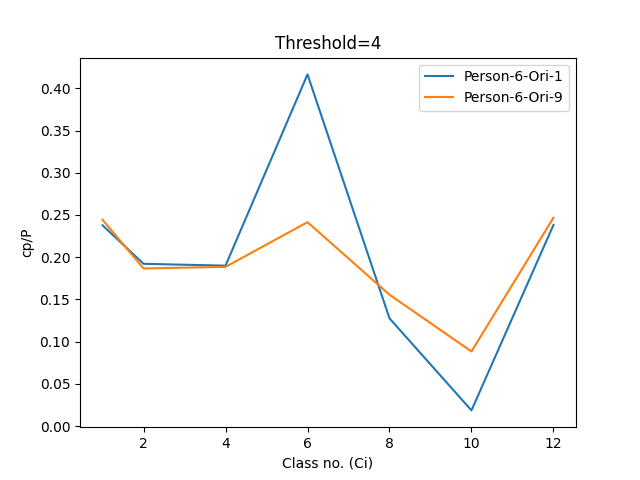 Threshold=4
Person-6-Ori-1
Person-6-Ori-9
cp/P
0.40
0.35
0.30
0.25
0.20
0.15
0.10
0.05
0.00
2 4 6 8 10 12
Class no. (Ci)